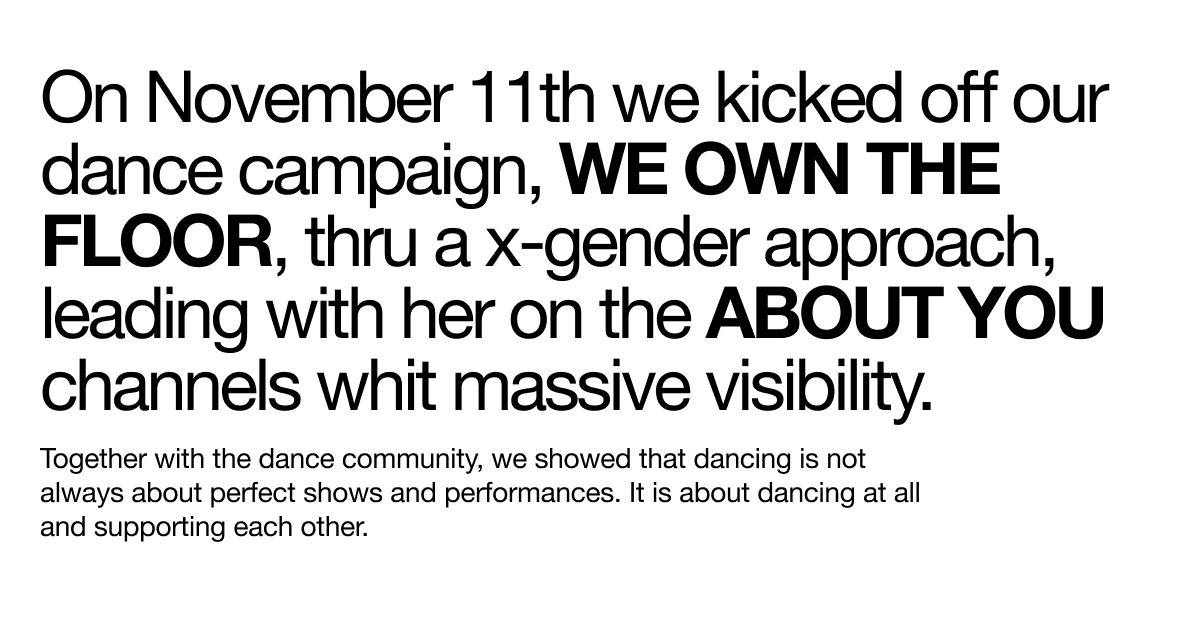 On November 11th we kicked off our
dance campaign, WE OWN THE
FLOOR, thru a x-gender approach,
leading with her on the ABOUT YOU
channels whit massive visibility.
Together with the dance community, we showed that dancing is not
always about perfect shows and performances. It is about dancing at all
and supporting each other.